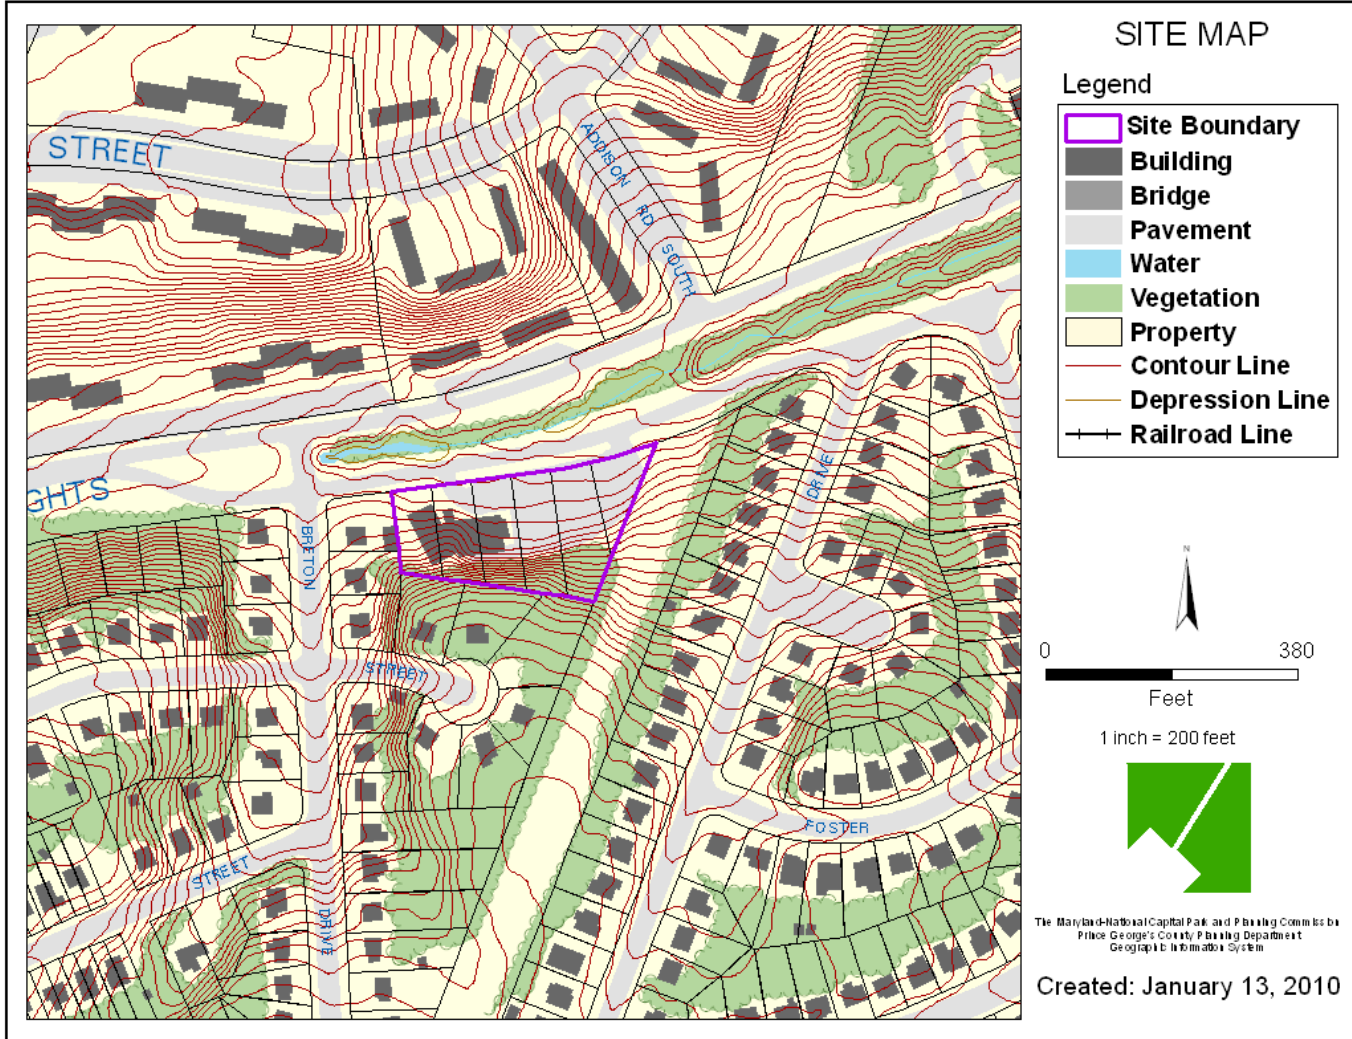 SITE MAP
Legend
Site Boundary
Building
Bridge
Pavement
Water
Vegetation
Property
Contour Line
Depression Line
Railroad Line
N
0 380
Feet
1 inch = 200 feet
The Maryland-National Capital Park and Planning Commission
Prince George's County Planning Department
Geographic Information System
Created: January 13, 2010
STREET
ADDISON RD SOUTH
GHTS
BRETON
DRIVE
STREET
FOSTER
STREET
DRIVE